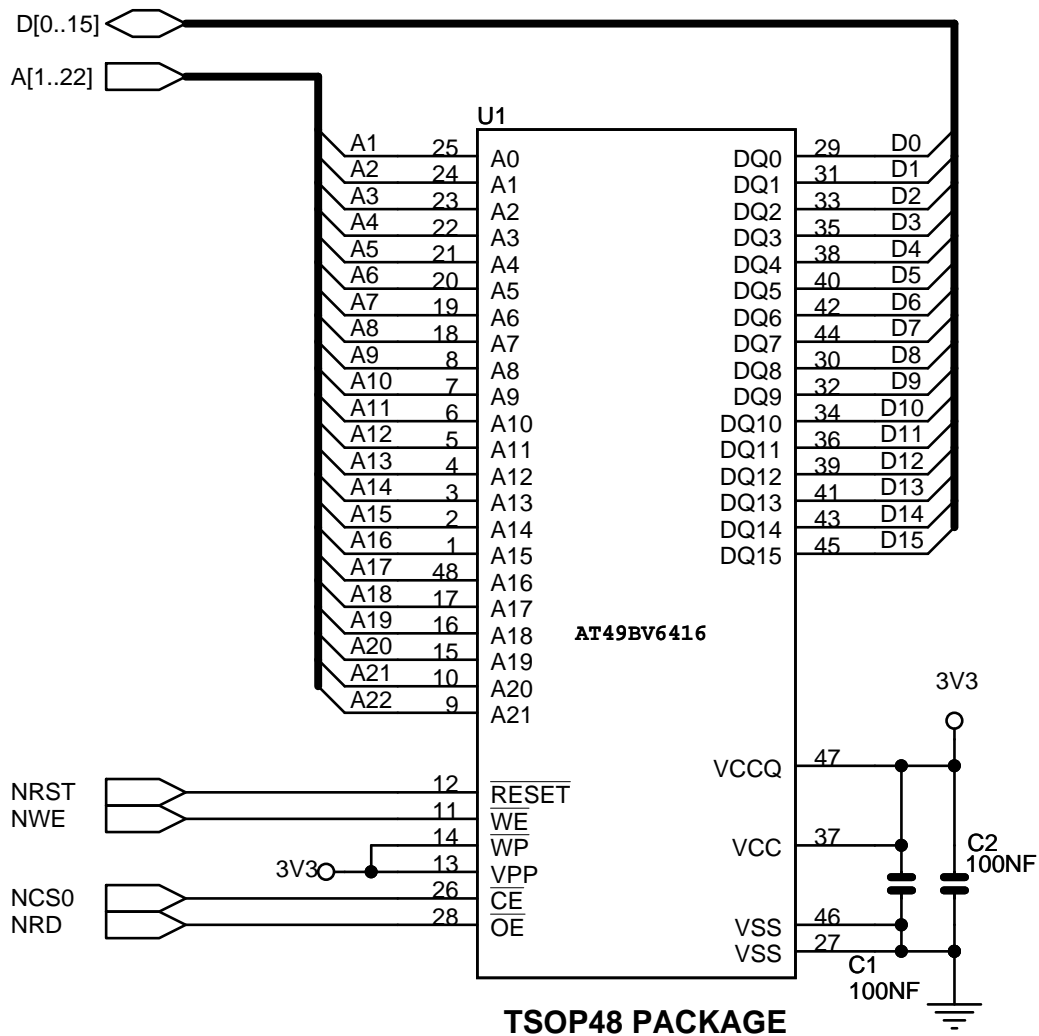 D[0..15]
A[1..22]
U1
A1 25 A0 DQ0 29 D0
A2 24 A1 DQ1 31 D1
A3 23 A2 DQ2 33 D2
A4 22 A3 DQ3 35 D3
A5 21 A4 DQ4 38 D4
A6 20 A5 DQ5 40 D5
A7 19 A6 DQ6 42 D6
A8 18 A7 DQ7 44 D7
A9 8 A8 DQ8 30 D8
A10 7 A9 DQ9 32 D9
A11 6 A10 DQ10 34 D10
A12 5 A11 DQ11 36 D11
A13 4 A12 DQ12 39 D12
A14 3 A13 DQ13 41 D13
A15 2 A14 DQ14 43 D14
A16 1 A15 DQ15 45 D15
A17 48 A16
A18 17 A17
A19 16 A18
AT49BV6416
A20 15 A19
A21 10 A20
A22 9 A21
3V3
VCCQ 47
NRST 12 RESET
NWE 11 WE
14 WP
VCC 37
C2
100NF
3V3 13 VPP
NCS0 26 CE
NRD 28 OE
VSS 46
VSS 27
C1
100NF
TSOP48 PACKAGE